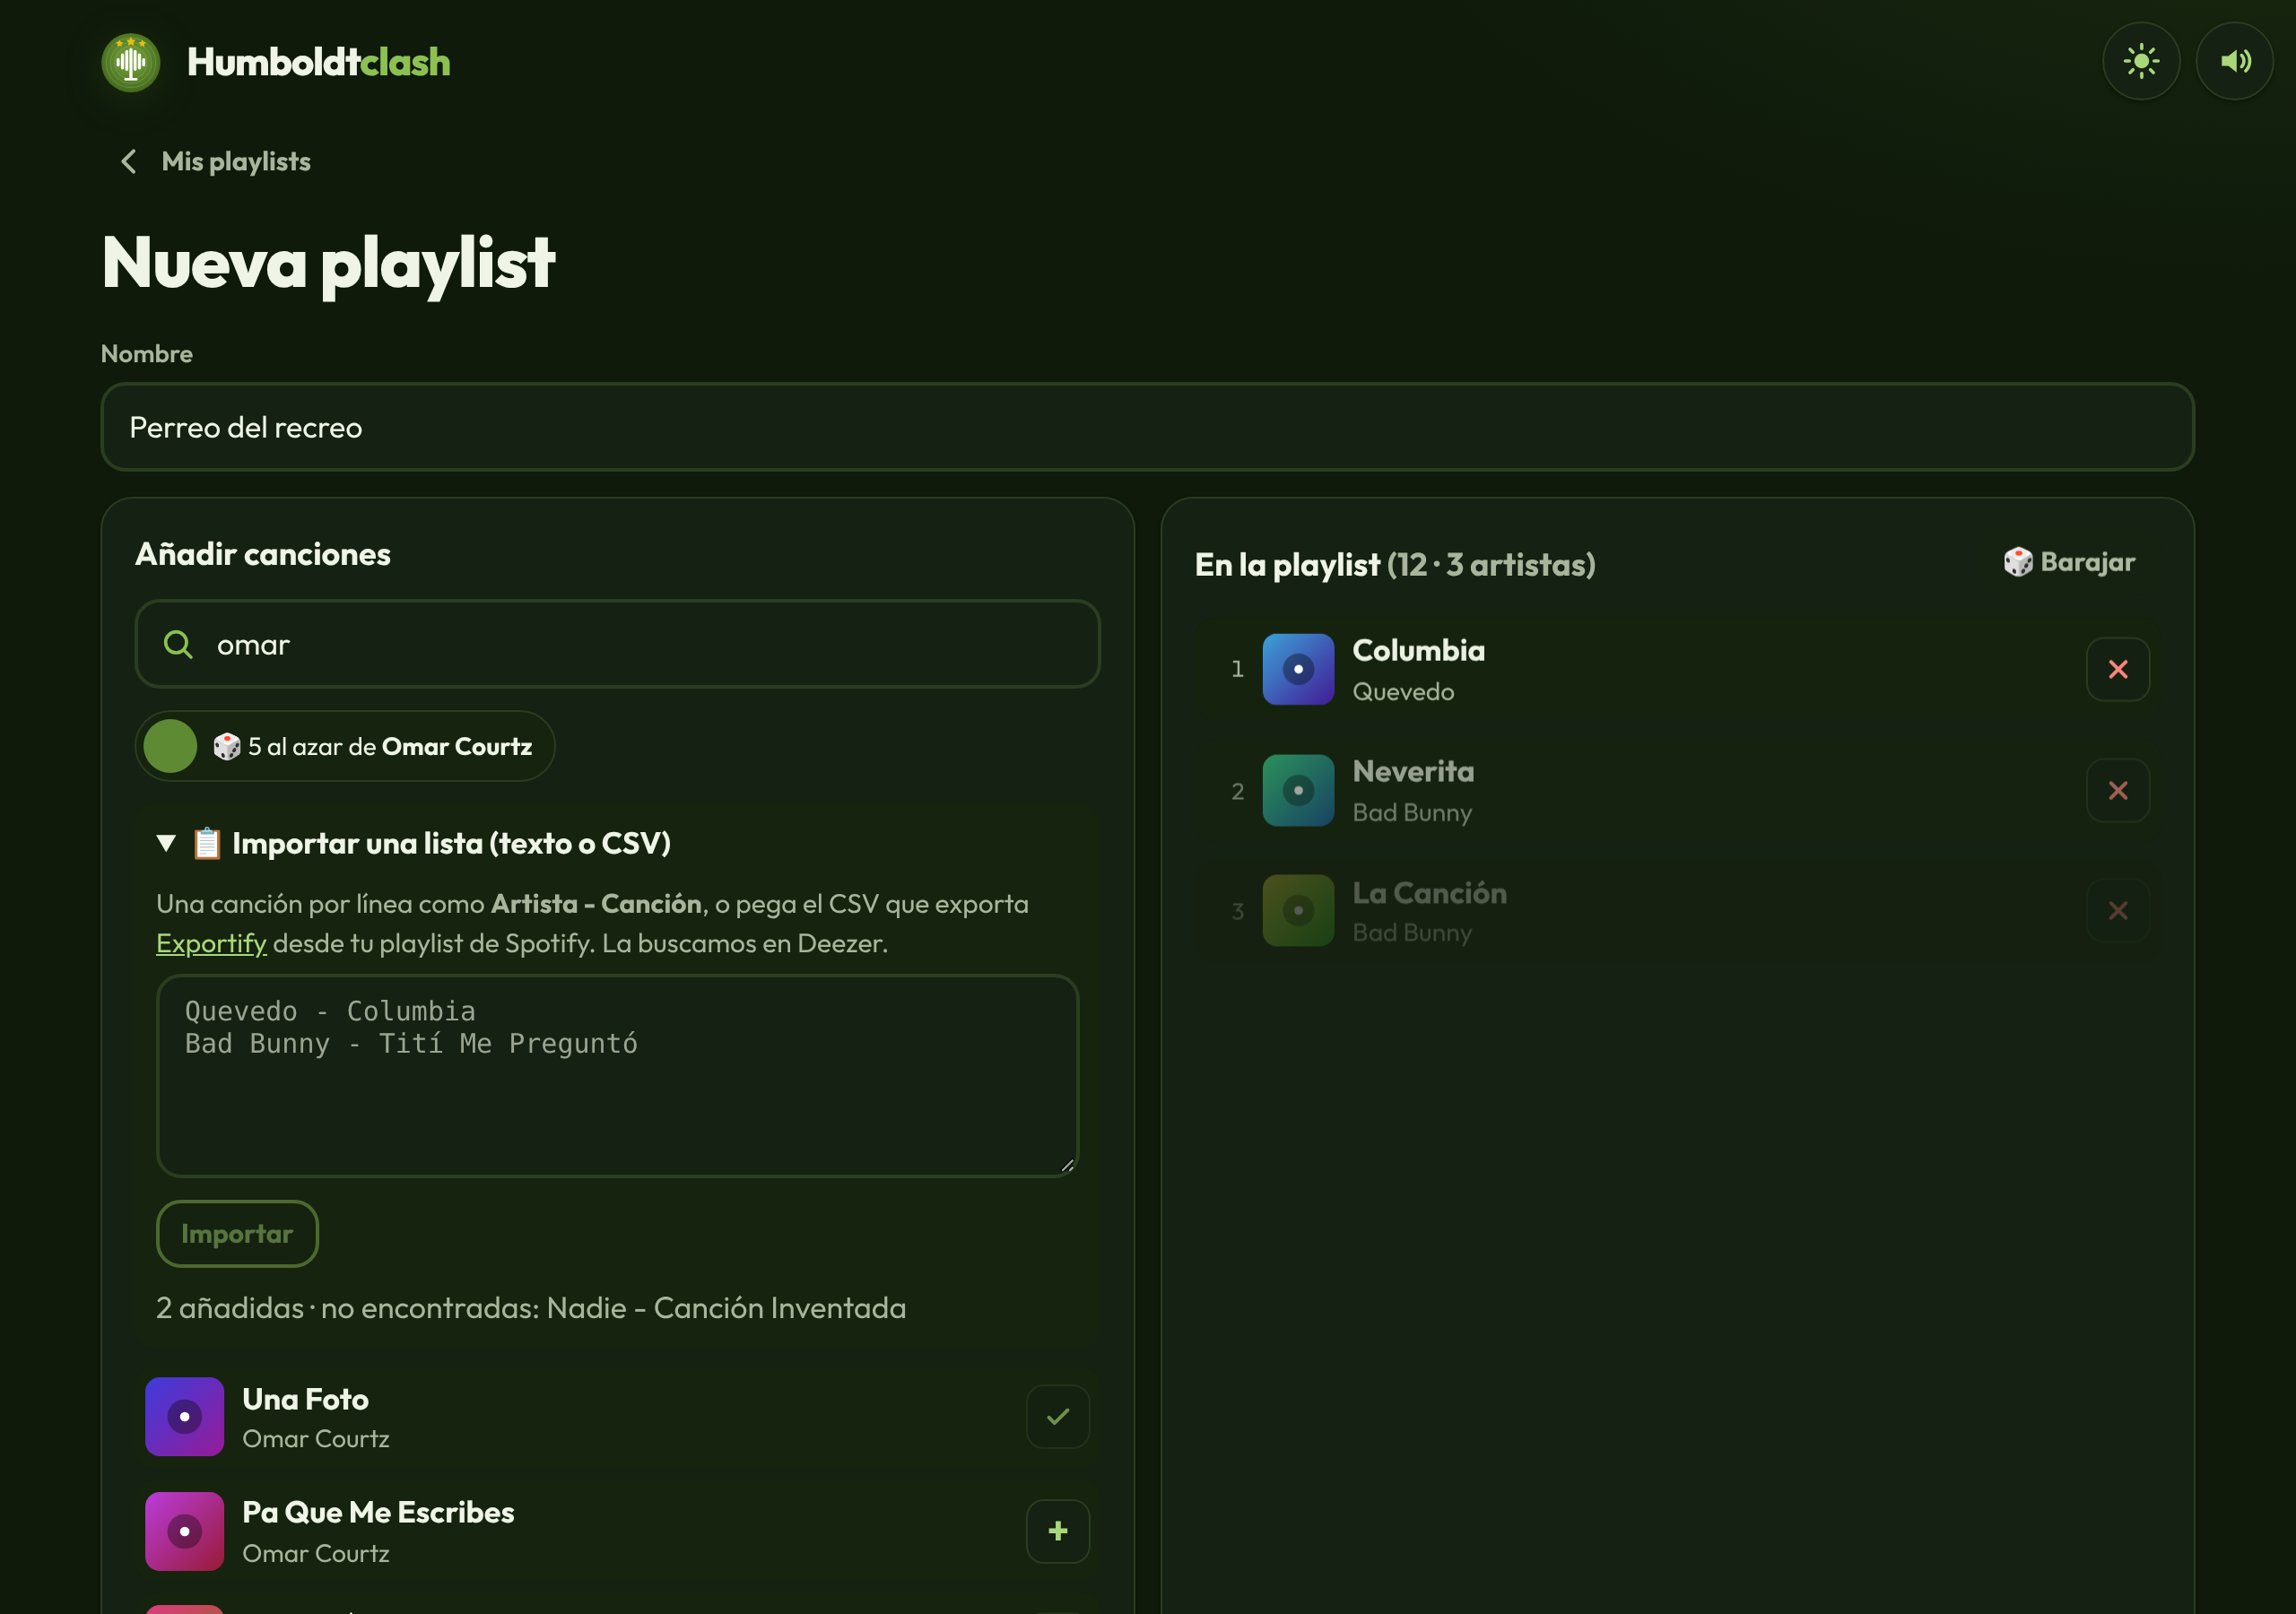 Humboldtclash
Mis playlists
Nueva playlist
Nombre
Perreo del recreo
Añadir canciones
omar
🎲 5 al azar de Omar Courtz
▼ 📋 Importar una lista (texto o CSV)
Una canción por línea como Artista - Canción, o pega el CSV que exporta
Exportify desde tu playlist de Spotify. La buscamos en Deezer.
Quevedo - Columbia
Bad Bunny - Tití Me Preguntó
Importar
2 añadidas · no encontradas: Nadie - Canción Inventada
Una Foto
Omar Courtz
Pa Que Me Escribes
Omar Courtz
En la playlist (12 · 3 artistas)
🎲 Barajar
1
Columbia
Quevedo
2
Neverita
Bad Bunny
3
La Canción
Bad Bunny